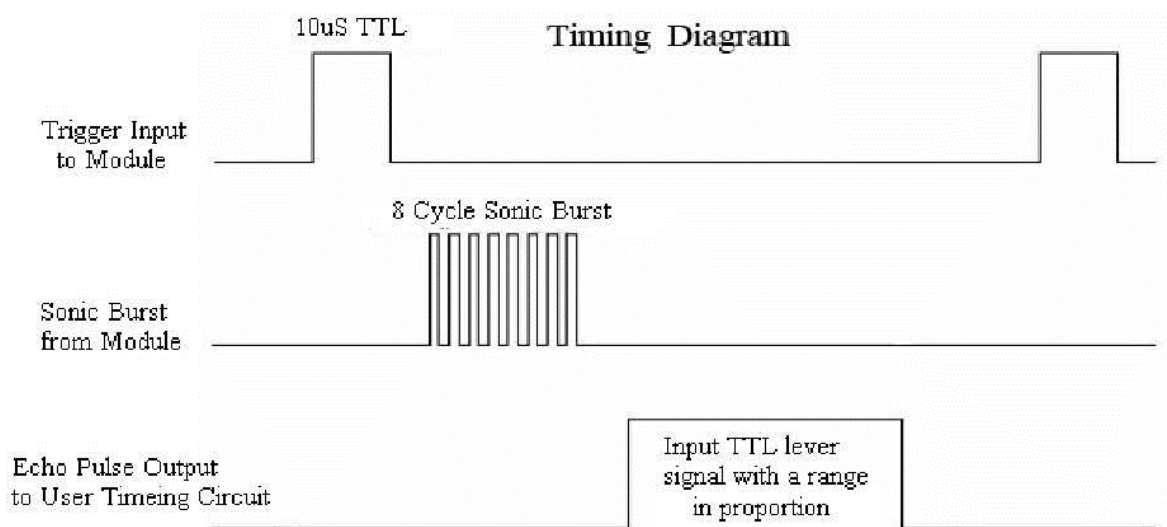 10uS TTL
Timing Diagram
Trigger Input
to Module
8 Cycle Sonic Burst
Sonic Burst
from Module
Echo Pulse Output
to User Timeing Circuit
Input TTL lever
signal with a range
in proportion